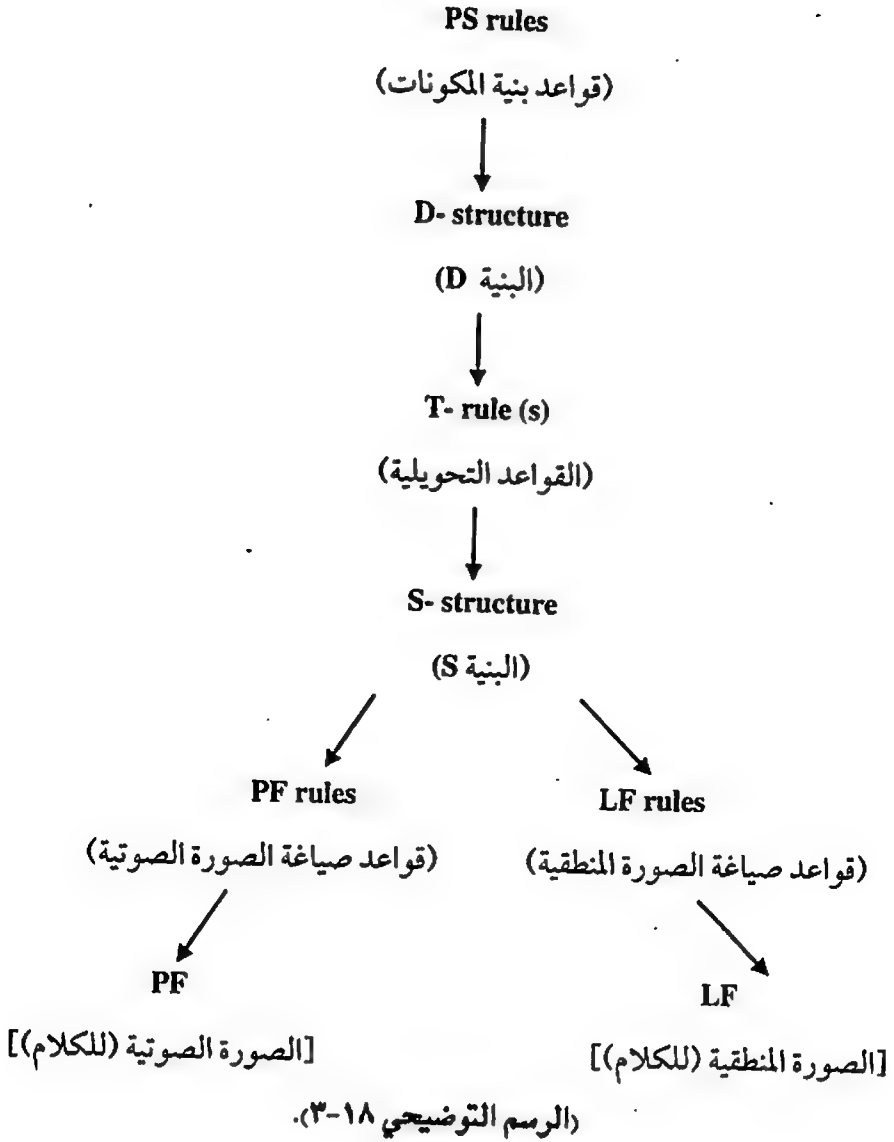 PS rules
(قواعد بنية المكونات)
D- structure
(البنية D)
T- rule (s)
(القواعد التحويلية)
S- structure
(البنية S)
PF rules
LF rules
(قواعد صياغة الصورة الصوتية)
(قواعد صياغة الصورة المنطقية)
PF
LF
[الصورة الصوتية (للكلام)]
[الصورة المنطقية (للكلام)]
(الرسم التوضيحي ١٨-٣).